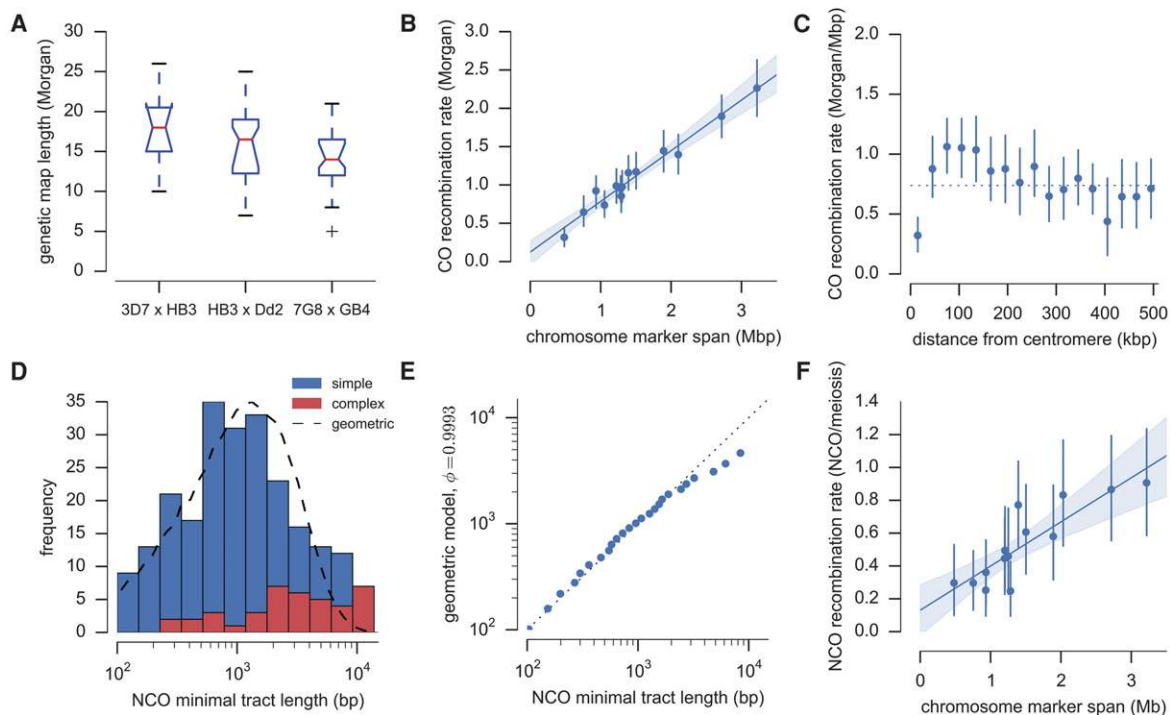 A
genetic map length (Morgan)
30
25
20
15
10
5
0
3D7 x HB3
HB3 x Dd2
7G8 x GB4
B
CO recombination rate (Morgan)
3.0
2.5
2.0
1.5
1.0
0.5
0.0
0
1
2
3
chromosome marker span (Mbp)
C
CO recombination rate (Morgan/Mbp)
2.0
1.5
1.0
0.5
0.0
0
100
200
300
400
500
distance from centromere (kbp)
D
simple
complex
geometric
frequency
35
30
25
20
15
10
5
0
10²
10³
10⁴
NCO minimal tract length (bp)
E
geometric model, ϕ=0.9993
10⁴
10³
10²
10²
10³
10⁴
NCO minimal tract length (bp)
F
NCO recombination rate (NCO/meiosis)
1.4
1.2
1.0
0.8
0.6
0.4
0.2
0.0
0
1
2
3
chromosome marker span (Mb)